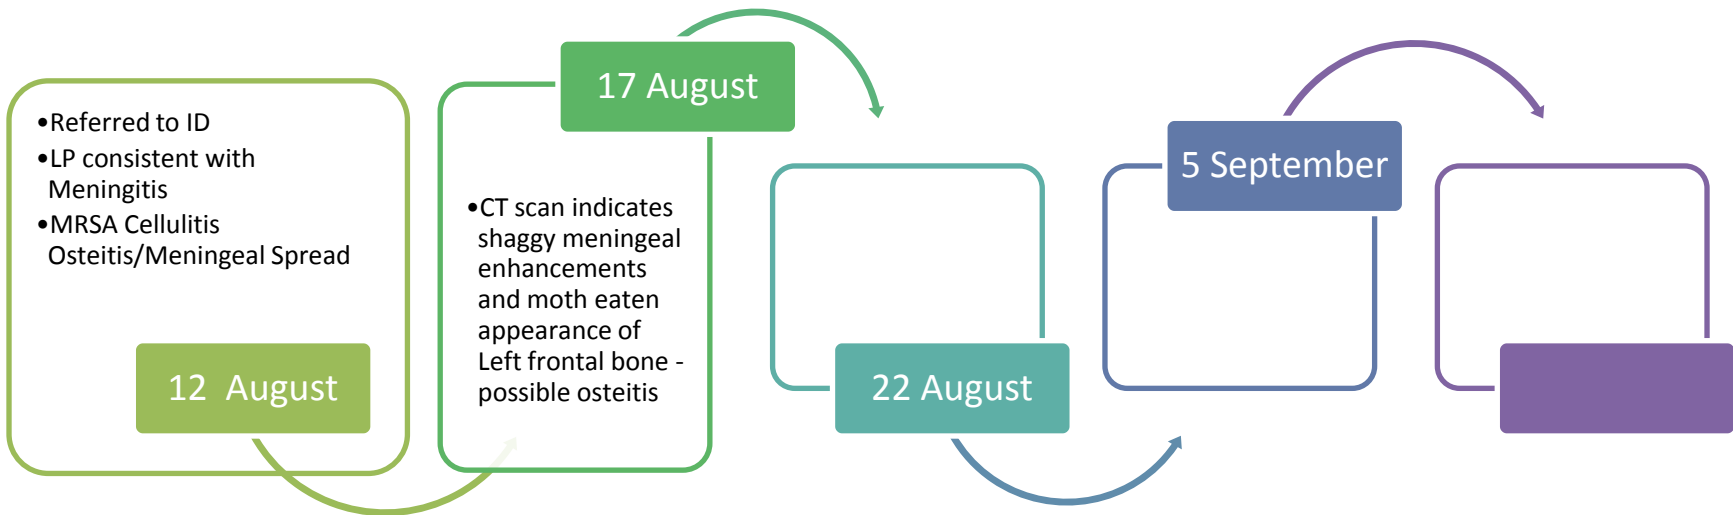 •Referred to ID
•LP consistent with
Meningitis
•MRSA Cellulitis
Osteitis/Meningeal Spread
12  August
17 August
•CT scan indicates
shaggy meningeal
enhancements
and moth eaten
appearance of
Left frontal bone -
possible osteitis
22 August
5 September